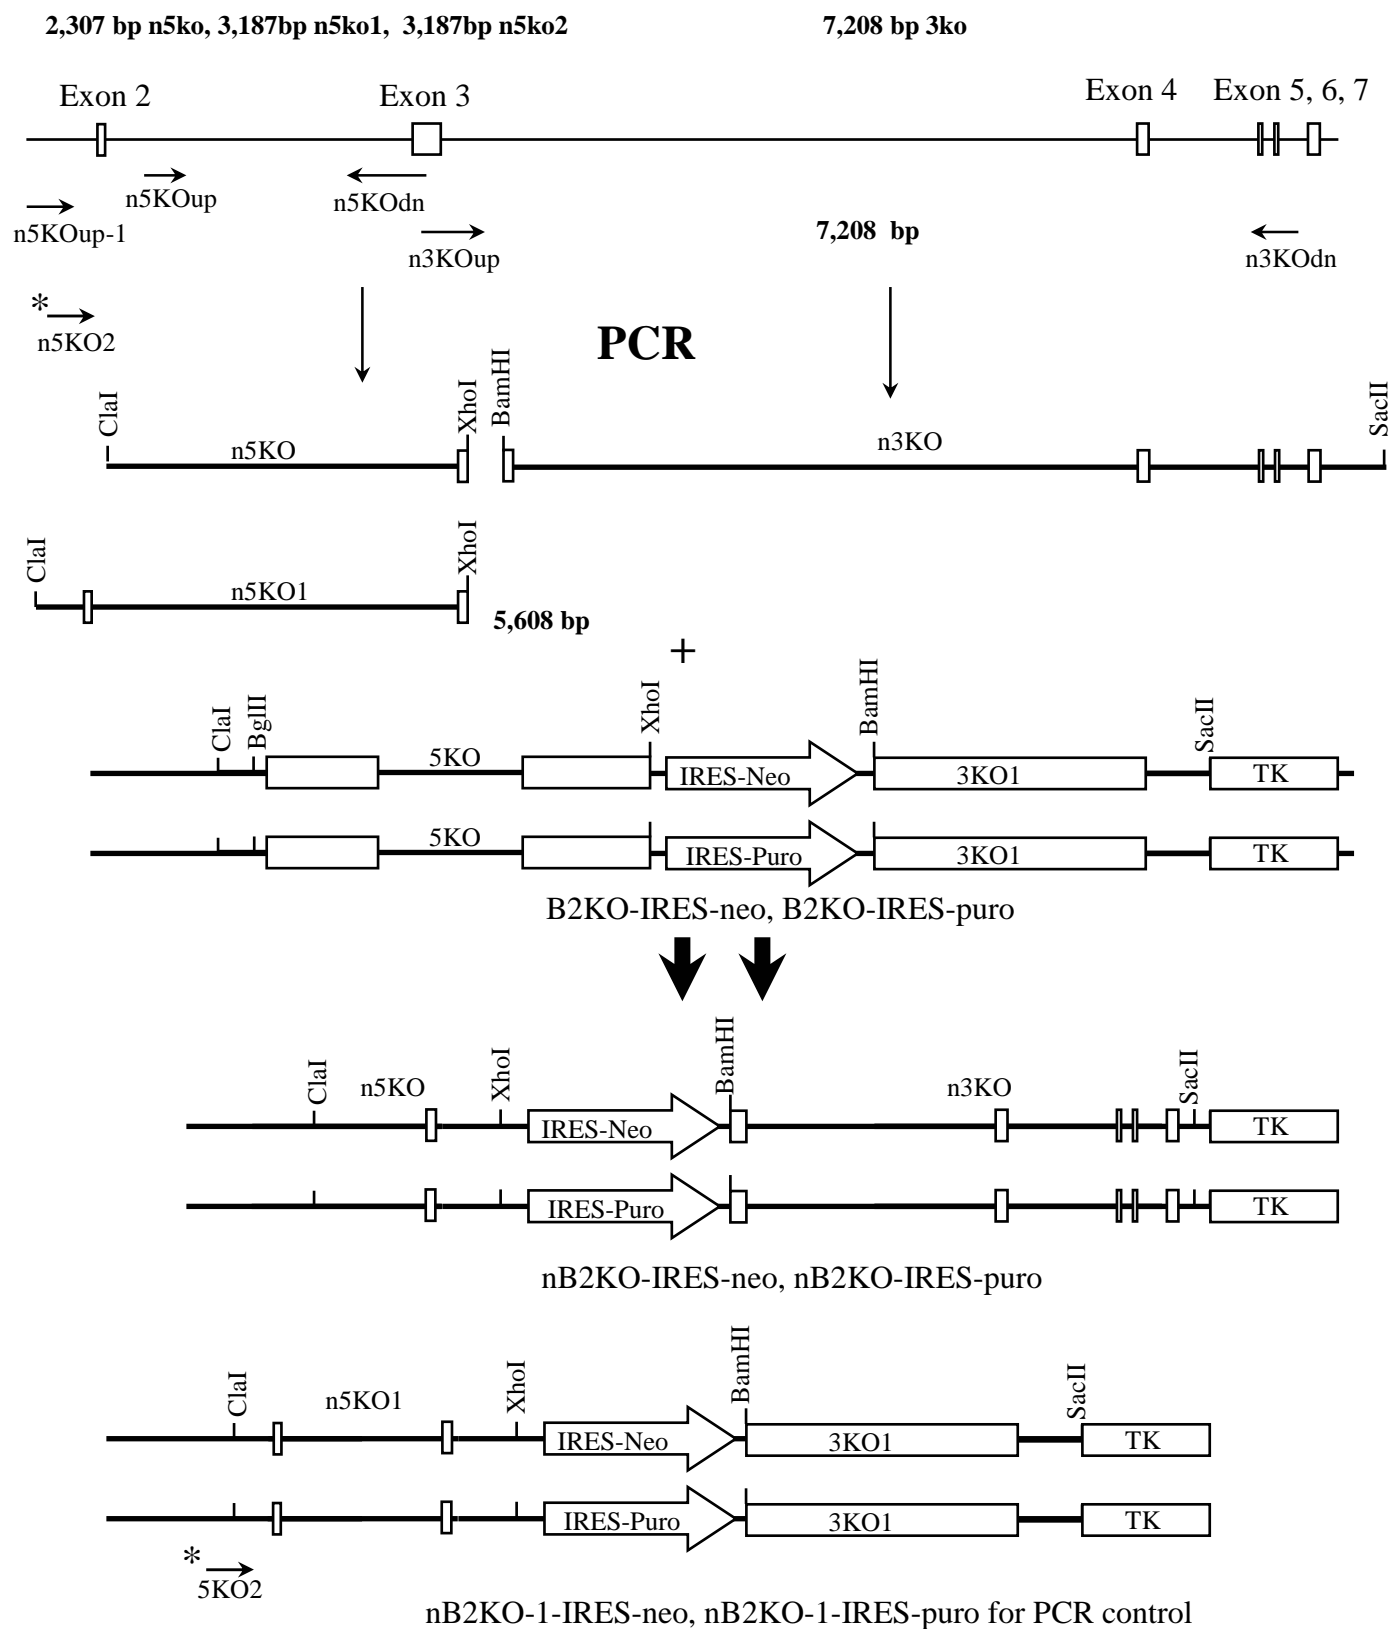 2,307 bp n5ko, 3,187bp n5ko1,  3,187bp n5ko2
7,208 bp 3ko
Exon 2
Exon 3
Exon 4
Exon 5, 6, 7
n5KOup
n5KOdn
n5KOup-1
n3KOup
7,208  bp
n3KOdn
*
n5KO2
PCR
ClaI
XhoI
BamHI
SacII
n5KO
n3KO
ClaI
XhoI
n5KO1
5,608 bp
+
ClaI
BglII
XhoI
BamHI
SacII
5KO
IRES-Neo
3KO1
TK
5KO
IRES-Puro
3KO1
TK
B2KO-IRES-neo, B2KO-IRES-puro
ClaI
n5KO
XhoI
BamHI
n3KO
SacII
IRES-Neo
TK
IRES-Puro
TK
nB2KO-IRES-neo, nB2KO-IRES-puro
ClaI
n5KO1
XhoI
BamHI
SacII
IRES-Neo
3KO1
TK
IRES-Puro
3KO1
TK
*
5KO2
nB2KO-1-IRES-neo, nB2KO-1-IRES-puro for PCR control